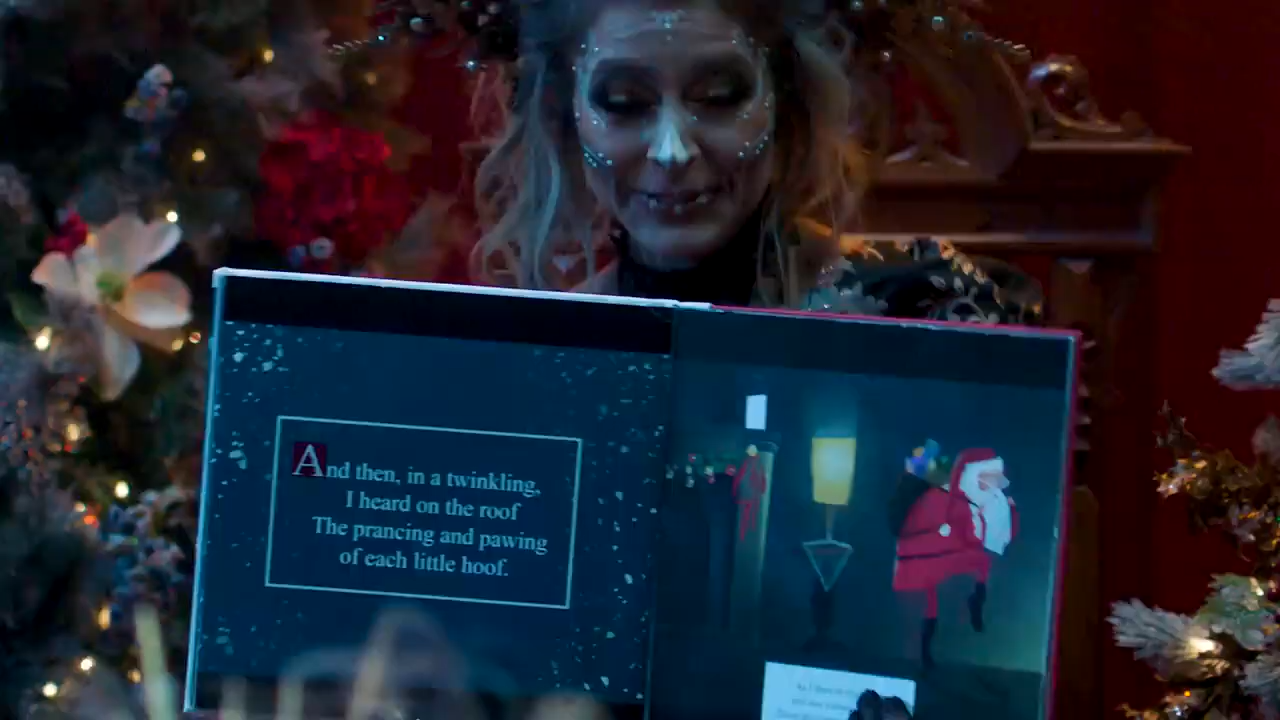 And then, in a twinkling,
I heard on the roof
The prancing and pawing
of each little hoof.